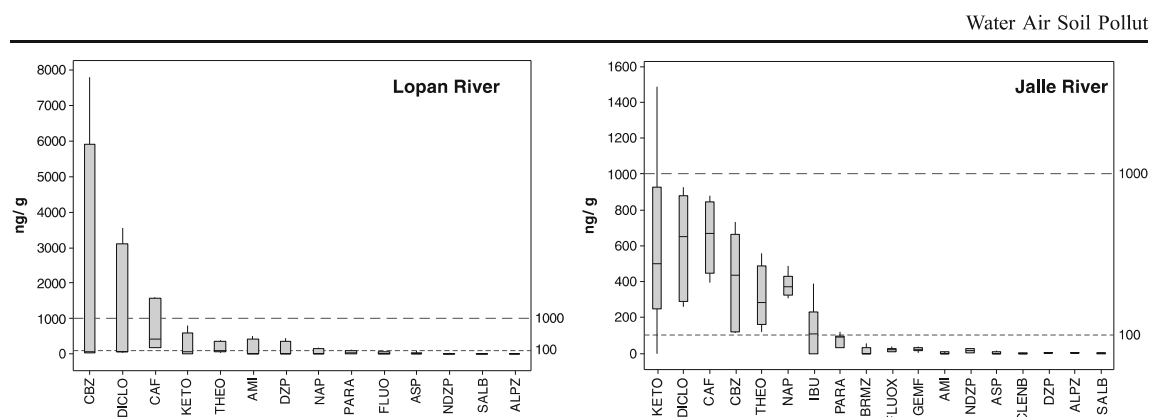 Water Air Soil Pollut
Lopan River
8000
7000
6000
5000
4000
3000
2000
1000
0
ng/ g
1000
100
CBZ
DICLO
CAF
KETO
THEO
AMI
DZP
NAP
PARA
FLUO
ASP
NDZP
SALB
ALPZ
Jalle River
1600
1400
1200
1000
800
600
400
200
0
ng/ g
1000
100
KETO
DICLO
CAF
CBZ
THEO
NAP
IBU
PARA
BRMZ
FLUOX
GEMF
AMI
NDZP
ASP
CLENB
DZP
ALPZ
SALB